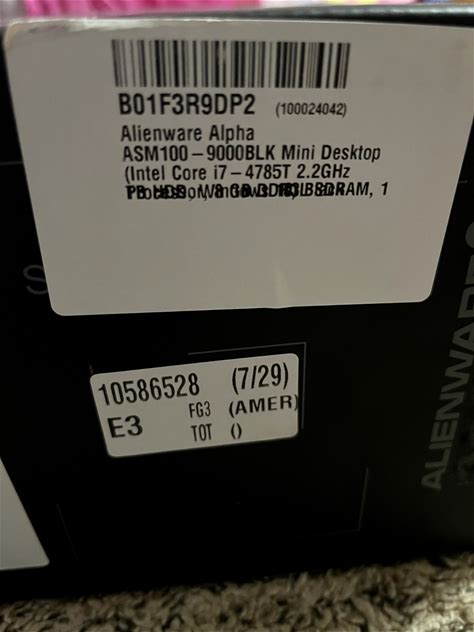 B01F3R9DP2 (100024042)
Alienware Alpha
ASM100-9000BLK Mini Desktop
(Intel Core i7-4785T 2.2GHz
10586528 (7/29)
E3 FG3 (AMER)
TOT ()
ALIENWARE